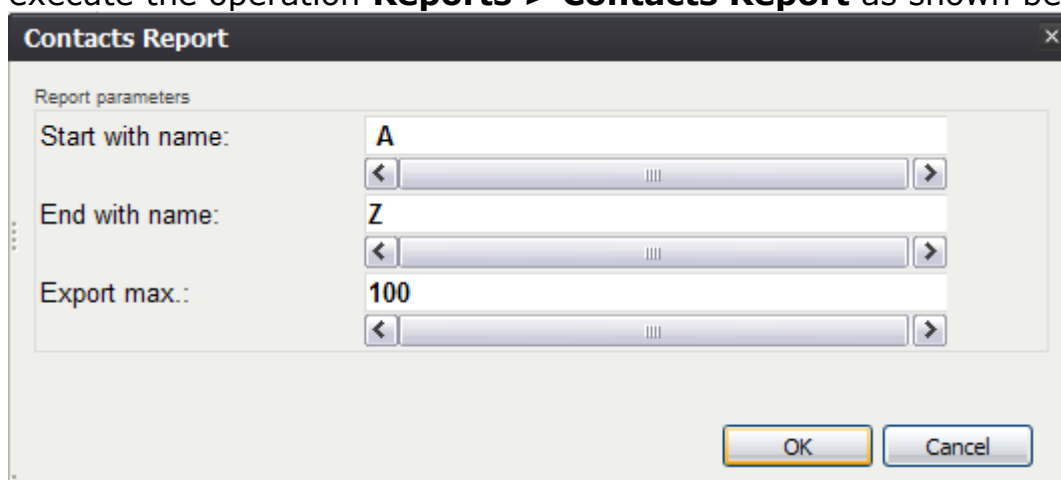 execute the operation Reports > Contacts Report as shown be
Contacts Report
Report parameters
Start with name: A
End with name: Z
Export max.: 100
OK Cancel